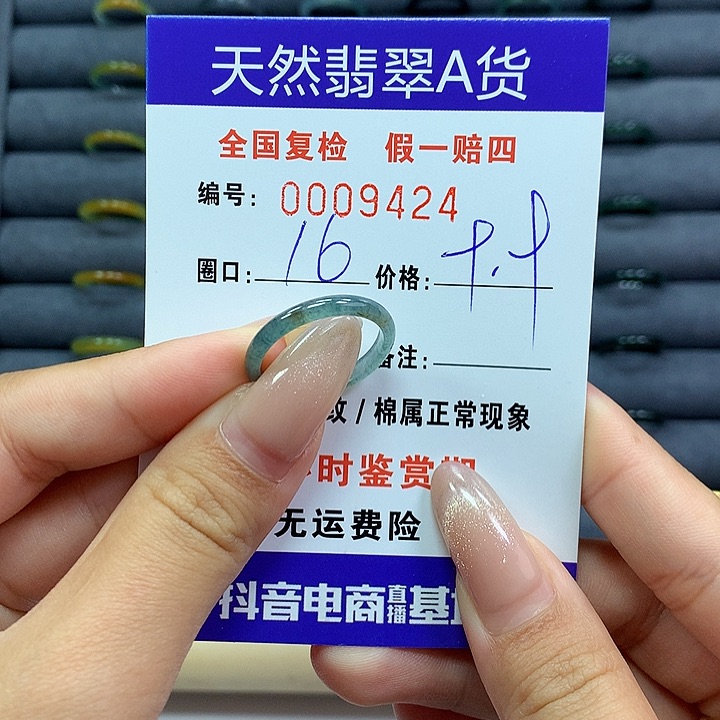 天然翡翠A货
全国复检 假一赔四
编号: 0009424
圈口: 16 价格:
备注:
纹 / 棉属正常现象
时鉴赏期
无运费险
抖音电商直播基